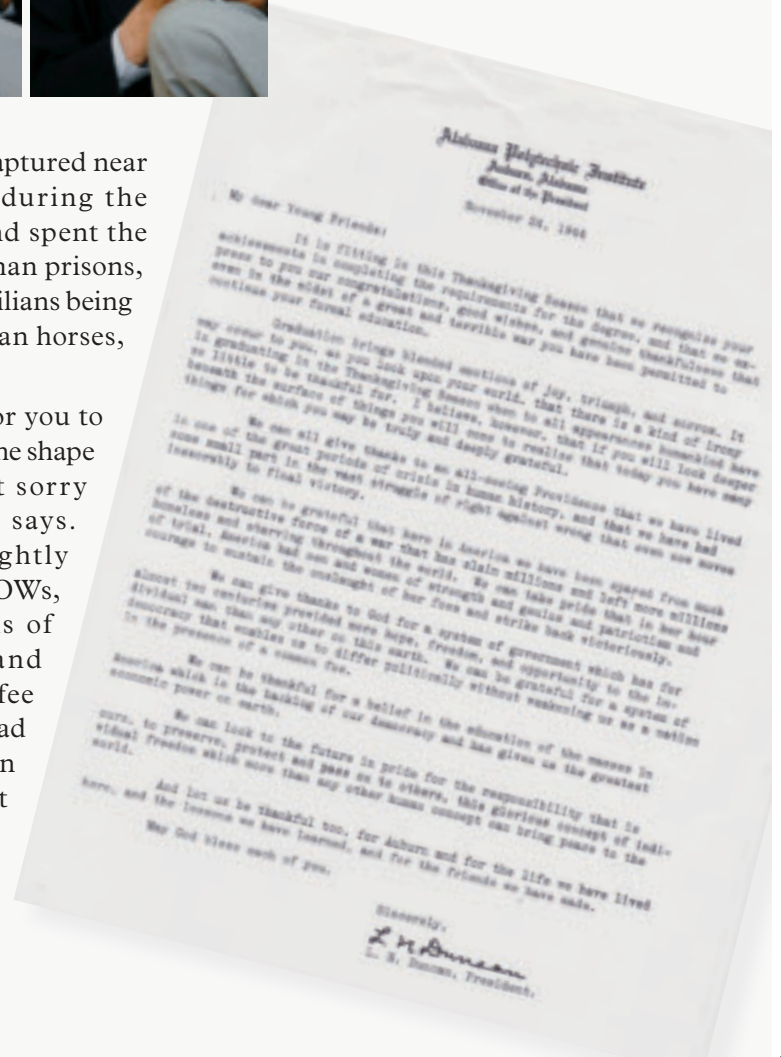 aptured near
during the
nd spent the
nan prisons,
ilians being
an horses,
or you to
he shape
t sorry
says.
ghtly
OWs,
s of
and
fee
ad
n
t
Alabama Polytechnic Institute
Auburn, Alabama
Office of the President
November 24, 194
My dear Young Friends:
It is fitting in this Thanksgiving Season that we recognize your
achievements in completing the requirements for the degree, and that we ex-
press to you our congratulations, good wishes, and genuine thankfulness that
even in the midst of a great and terrible war you have been permitted to
continue your formal education.
Graduation brings blended emotions of joy, triumph, and sorrow. It
may occur to you, as you look upon your world, that there is a kind of irony
in graduating in the Thanksgiving Season when to all appearances humankind have
so little to be thankful for. I believe, however, that if you will look deeper
beneath the surface of things you will come to realize that today you have many
things for which you may be truly and deeply grateful.
We can all give thanks to an all-seeing Providence that we have lived
in one of the great periods of crisis in human history, and that we have had
some small part in the vast struggle of right against wrong that even now moves
inexorably to final victory.
We can be grateful that here in America we have been spared from such
of the destructive force of a war that has slain millions and left more millions
homeless and starving throughout the world. We can take pride that in her hour
of trial, America had men and women of strength and genius and patriotism and
courage to sustain the onslaught of her foes and strike back victoriously.
We can give thanks to God for a system of government which has for
almost two centuries provided more hope, freedom, and opportunity to the in-
dividual man than any other on this earth. We can be grateful for a system of
democracy that enables us to differ politically without weakening us as a nation
in the presence of a common foe.
We can be thankful for a belief in the education of the masses in
America, which is the backlog of our democracy and has given us the greatest
economic power on earth.
We can look to the future in pride for the responsibility that is
ours, to preserve, protect and pass on to others, this glorious concept of indi-
vidual freedom which more than any other human concept can bring peace to the
world.
And let us be thankful too, for Auburn and for the life we have lived
here, and the lessons we have learned, and for the friends we have made.
May God bless each of you.
Sincerely,
L N Duncan
L. N. Duncan, President.